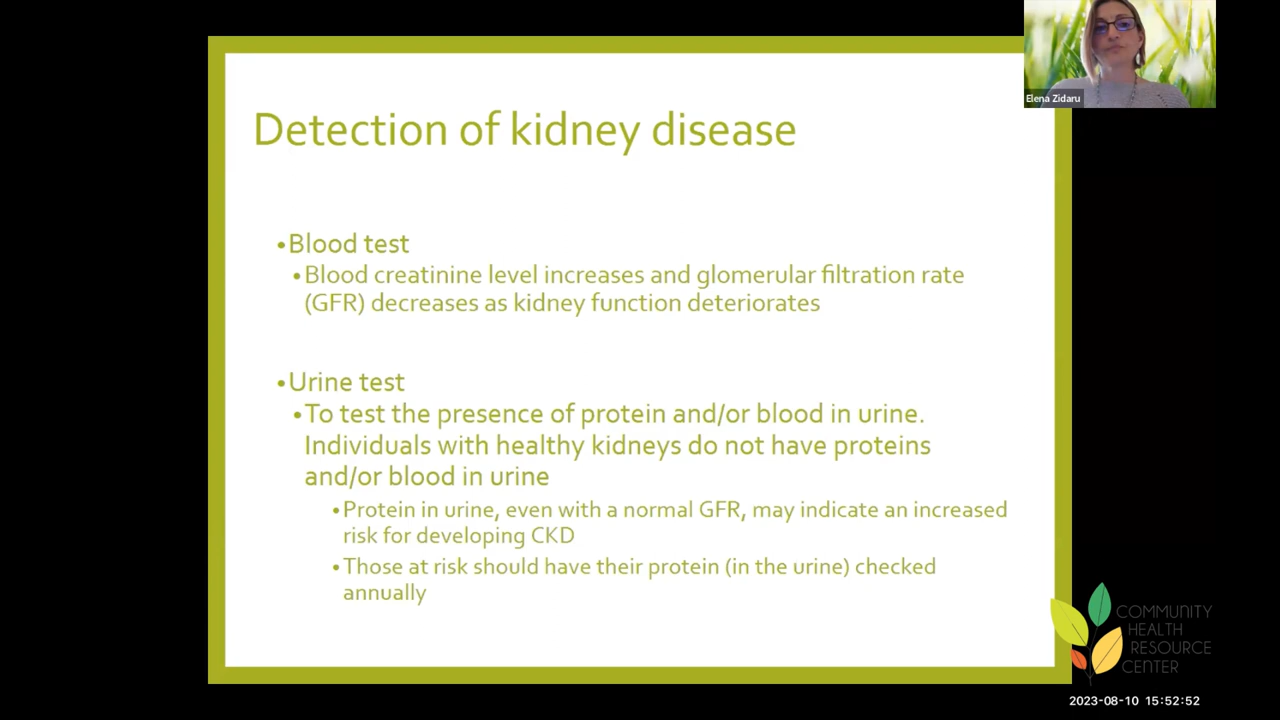 Elena Zidaru
Detection of kidney disease
•Blood test
•Blood creatinine level increases and glomerular filtration rate
(GFR) decreases as kidney function deteriorates
•Urine test
•To test the presence of protein and/or blood in urine.
Individuals with healthy kidneys do not have proteins
and/or blood in urine
•Protein in urine, even with a normal GFR, may indicate an increased
risk for developing CKD
•Those at risk should have their protein (in the urine) checked
annually
COMMUNITY
HEALTH
RESOURCE
CENTER
2023-08-10 15:52:52